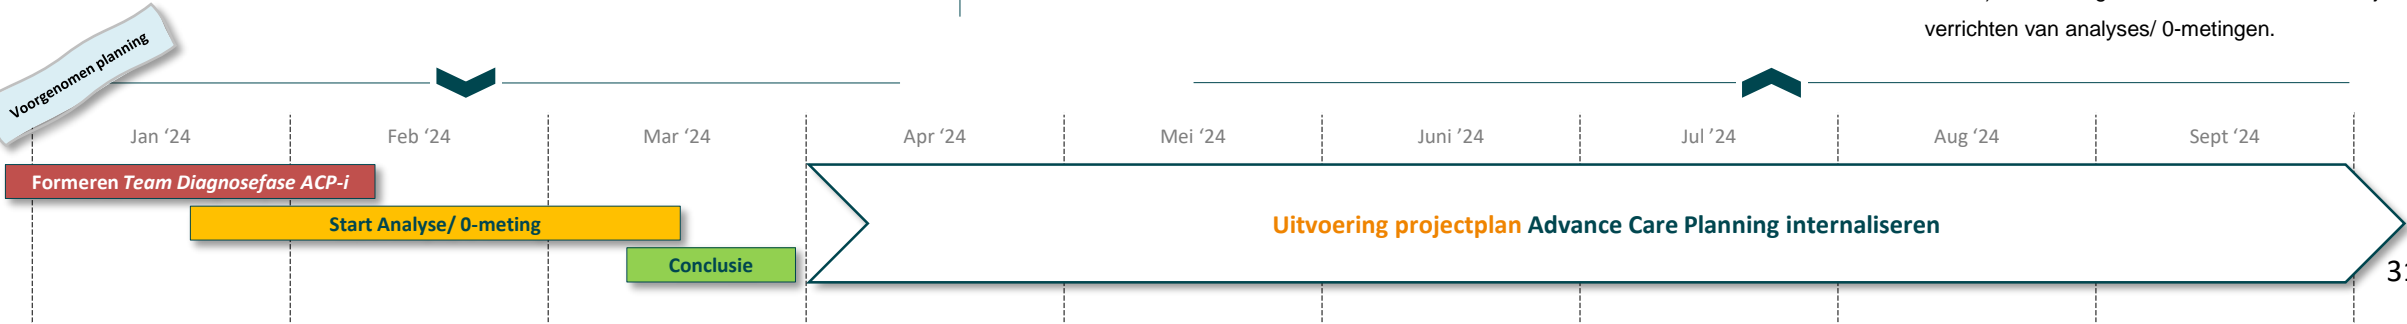 verrichten van analyses/ 0-metingen.
Voorgenomen planning
Jan ‘24
Feb ‘24
Mar ‘24
Apr ‘24
Mei ‘24
Juni ’24
Jul ’24
Aug ‘24
Sept ‘24
Formeren Team Diagnosefase ACP-i
Start Analyse/ 0-meting
Uitvoering projectplan Advance Care Planning internaliseren
Conclusie